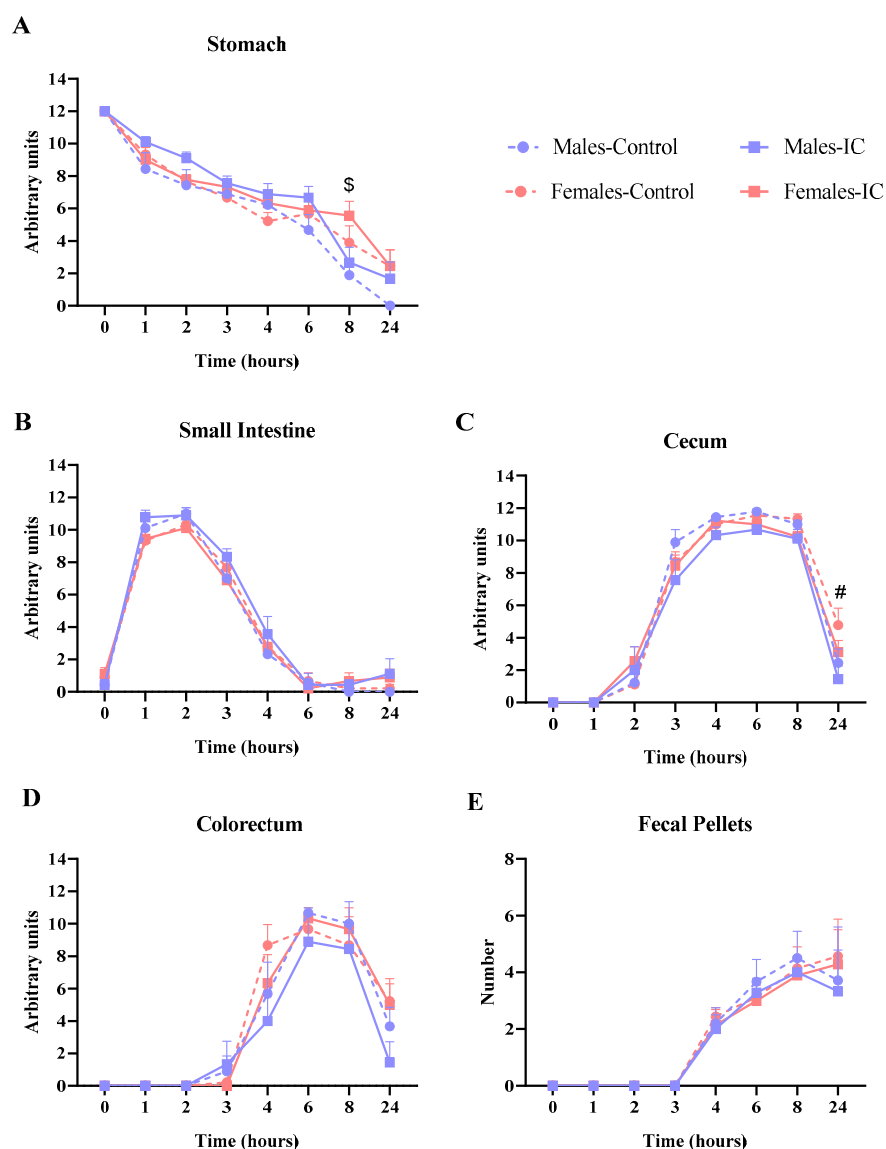 A
Stomach
14
12
10
8
6
4
2
0
Arbitrary units
$
0 1 2 3 4 6 8 24
Time (hours)
Males-Control
Males-IC
Females-Control
Females-IC
B
Small Intestine
14
12
10
8
6
4
2
0
Arbitrary units
0 1 2 3 4 6 8 24
Time (hours)
C
Cecum
14
12
10
8
6
4
2
0
Arbitrary units
#
0 1 2 3 4 6 8 24
Time (hours)
D
Colorectum
14
12
10
8
6
4
2
0
Arbitrary units
0 1 2 3 4 6 8 24
Time (hours)
E
Fecal Pellets
8
6
4
2
0
Number
0 1 2 3 4 6 8 24
Time (hours)